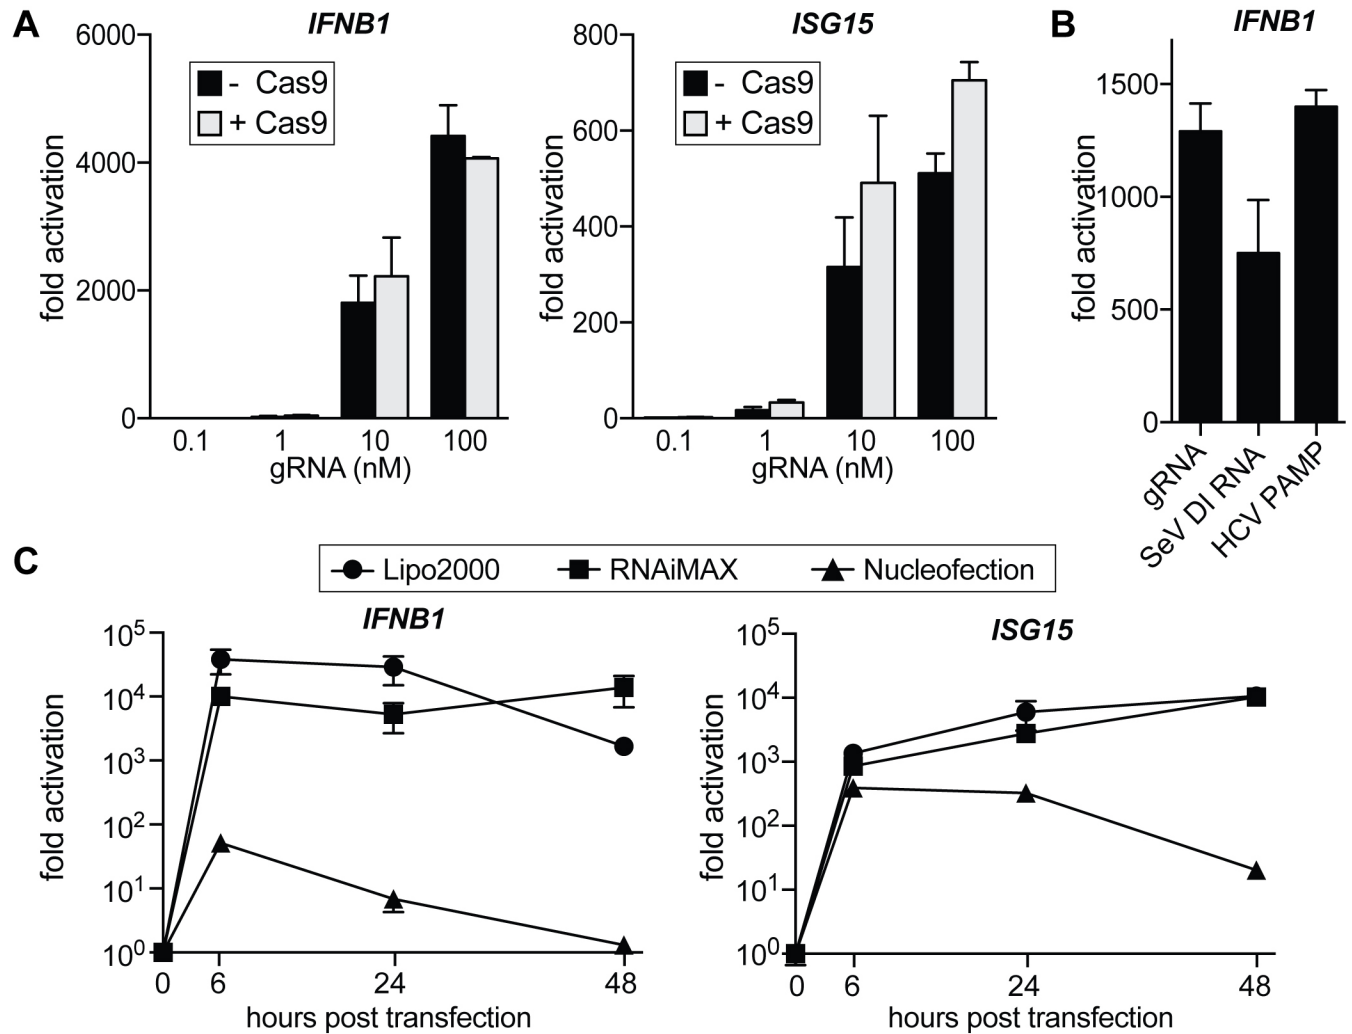 A
IFNB1
6000
4000
2000
0
fold activation
- Cas9
+ Cas9
0.1 1 10 100
gRNA (nM)
ISG15
800
600
400
200
0
fold activation
- Cas9
+ Cas9
0.1 1 10 100
gRNA (nM)
B
IFNB1
1500
1000
500
0
fold activation
gRNA
SeV DI RNA
HCV PAMP
C
Lipo2000 RNAiMAX Nucleofection
IFNB1
10^5
10^4
10^3
10^2
10^1
10^0
fold activation
0 6 24 48
hours post transfection
ISG15
10^5
10^4
10^3
10^2
10^1
10^0
fold activation
0 6 24 48
hours post transfection